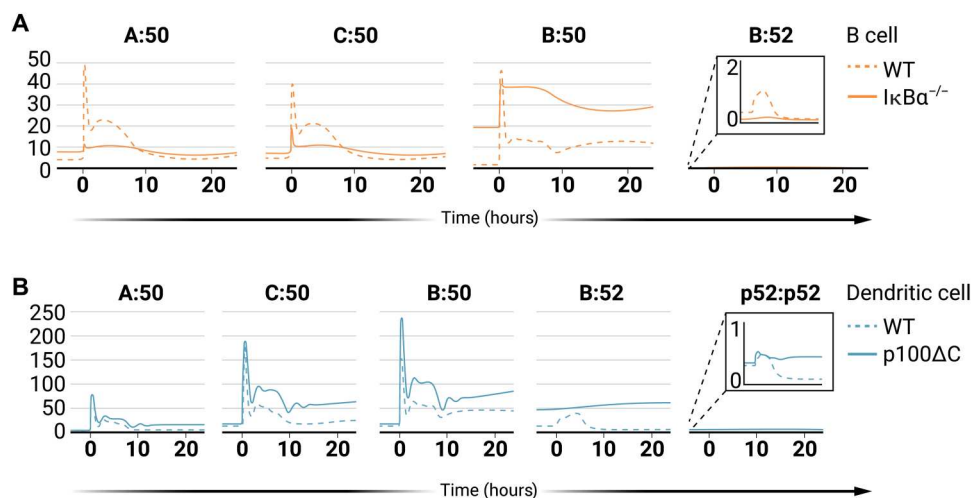 A
A:50 C:50 B:50 B:52 B cell
WT
IκBα⁻/⁻
50
40
30
20
10
0
2
0
0 10 20 0 10 20 0 10 20 0 10 20
Time (hours)
B
A:50 C:50 B:50 B:52 p52:p52 Dendritic cell
WT
p100ΔC
250
200
150
100
50
0
1
0
0 10 20 0 10 20 0 10 20 0 10 20 0 10 20
Time (hours)